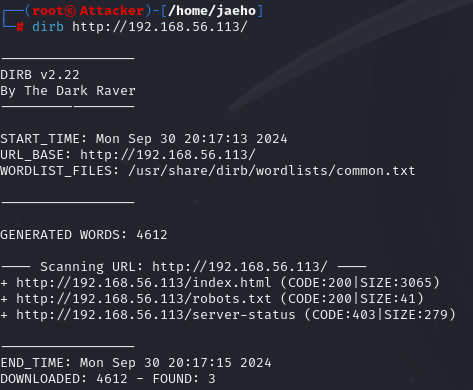 ┌──(root㉿Attacker)-[/home/jaeho]
└─# dirb http://192.168.56.113/
-----------------
DIRB v2.22
By The Dark Raver
-----------------
START_TIME: Mon Sep 30 20:17:13 2024
URL_BASE: http://192.168.56.113/
WORDLIST_FILES: /usr/share/dirb/wordlists/common.txt
-----------------
GENERATED WORDS: 4612
---- Scanning URL: http://192.168.56.113/ ----
+ http://192.168.56.113/index.html (CODE:200|SIZE:3065)
+ http://192.168.56.113/robots.txt (CODE:200|SIZE:41)
+ http://192.168.56.113/server-status (CODE:403|SIZE:279)
-----------------
END_TIME: Mon Sep 30 20:17:15 2024
DOWNLOADED: 4612 - FOUND: 3